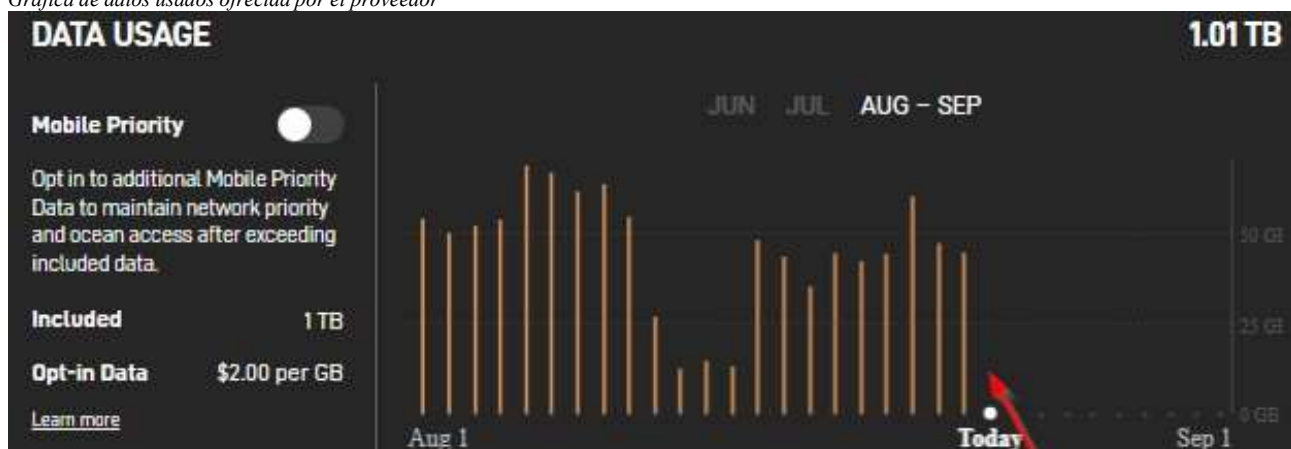 Gráfica de datos usados ofrecida por el proveedor
DATA USAGE
1.01 TB
JUN JUL AUG – SEP
Mobile Priority
Opt in to additional Mobile Priority
Data to maintain network priority
and ocean access after exceeding
included data.
Included 1 TB
Opt-in Data $2.00 per GB
Learn more
50 GB
25 GB
0 GB
Aug 1 Today Sep 1